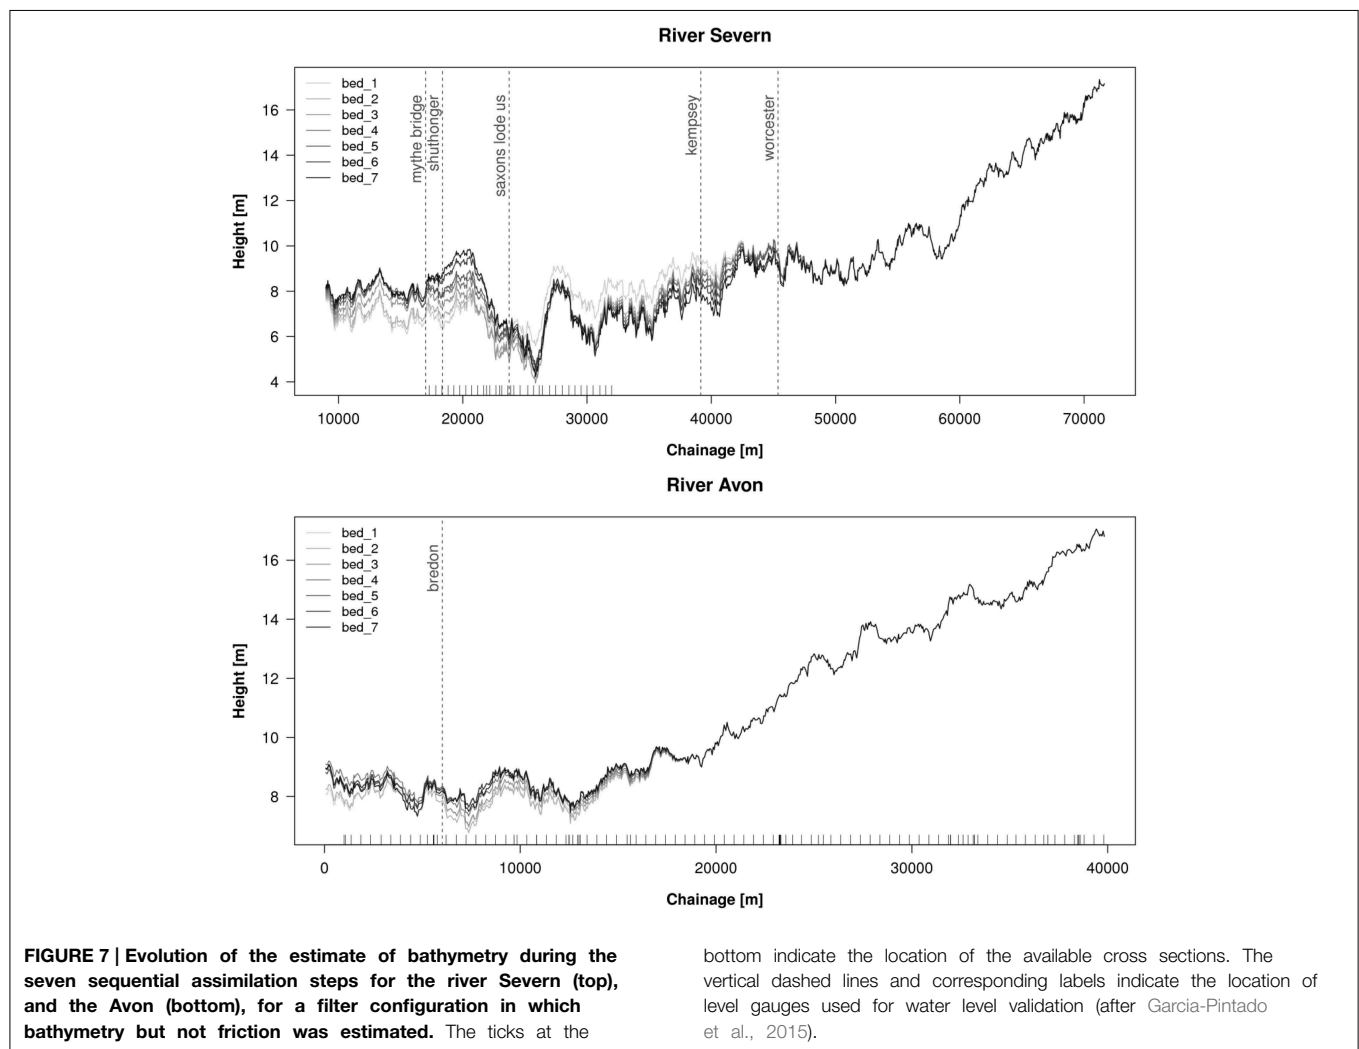 River Severn
bed_1
bed_2
bed_3
bed_4
bed_5
bed_6
bed_7
mythe bridge
shuthonger
saxons lode us
kempsey
worcester
16
14
12
10
8
6
4
Height [m]
10000 20000 30000 40000 50000 60000 70000
Chainage [m]
River Avon
bed_1
bed_2
bed_3
bed_4
bed_5
bed_6
bed_7
bredon
16
14
12
10
8
Height [m]
0 10000 20000 30000 40000
Chainage [m]
FIGURE 7 | Evolution of the estimate of bathymetry during the
seven sequential assimilation steps for the river Severn (top),
and the Avon (bottom), for a filter configuration in which
bathymetry but not friction was estimated. The ticks at the
bottom indicate the location of the available cross sections. The
vertical dashed lines and corresponding labels indicate the location of
level gauges used for water level validation (after Garcia-Pintado
et al., 2015).